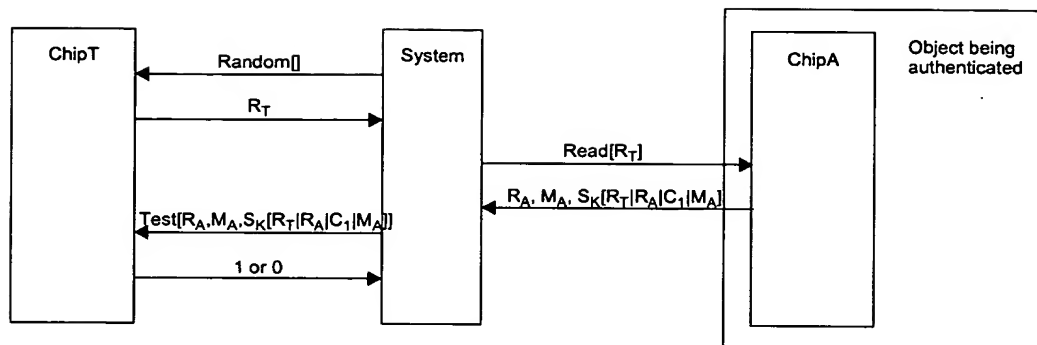 ChipT
System
ChipA
Object being
authenticated
Random[]
R_T
Read[R_T]
R_A, M_A, S_K[R_T|R_A|C_1|M_A]
Test[R_A,M_A,S_K[R_T|R_A|C_1|M_A]]
1 or 0